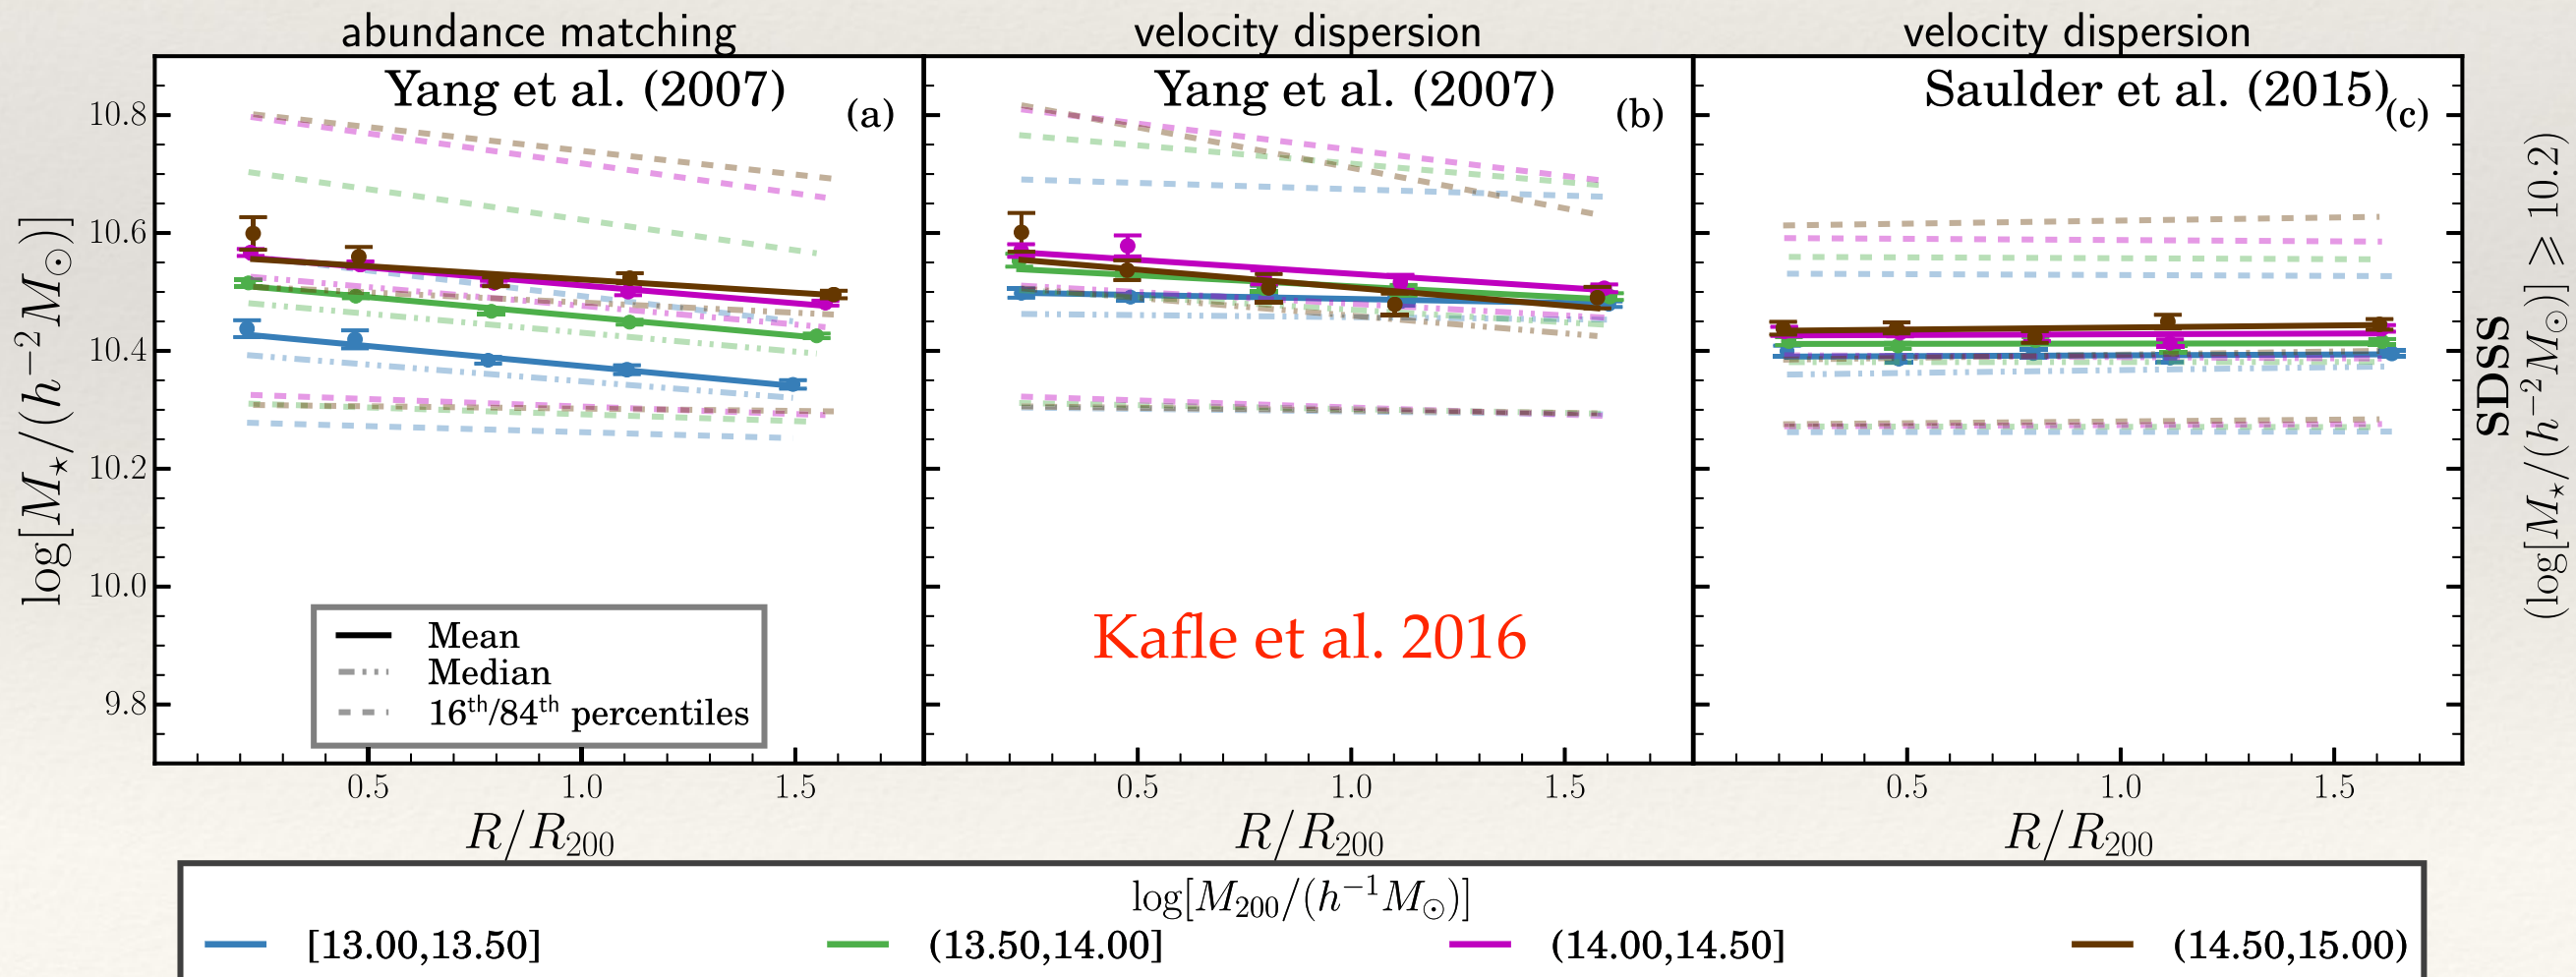 abundance matching
velocity dispersion
velocity dispersion
Yang et al. (2007)
(a)
Yang et al. (2007)
(b)
Saulder et al. (2015)
(c)
log[M⋆/(h⁻²M⊙)]
10.8
10.6
10.4
10.2
10.0
9.8
Mean
Median
16ᵗʰ/84ᵗʰ percentiles
Kafle et al. 2016
SDSS
(log[M⋆/(h⁻²M⊙)] ⩾ 10.2)
0.5 1.0 1.5
0.5 1.0 1.5
0.5 1.0 1.5
R/R₂₀₀
R/R₂₀₀
R/R₂₀₀
log[M₂₀₀/(h⁻¹M⊙)]
[13.00,13.50]
(13.50,14.00]
(14.00,14.50]
(14.50,15.00)